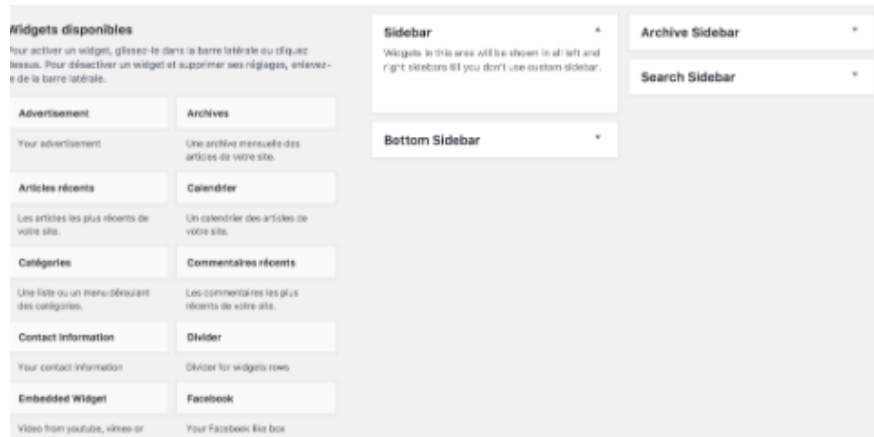 Widgets disponibles
Pour activer un widget, glissez-le dans la barre latérale ou cliquez
dessus. Pour désactiver un widget et supprimer ses réglages, enlevez-
le de la barre latérale.
Advertisement
Archives
Your advertisement
Une archive mensuelle des
articles de votre site.
Articles récents
Calendrier
Les articles les plus récents de
votre site.
Un calendrier des articles de
votre site.
Catégories
Commentaires récents
Une liste ou un menu déroulant
des catégories.
Les commentaires les plus
récents de votre site.
Contact Information
Divider
Your contact information
Divider for widgets rows
Embedded Widget
Facebook
Video from youtube, vimeo or
Your Facebook like box
Sidebar
Widgets in this area will be shown in all left and
right sidebars till you don't use custom sidebar.
Bottom Sidebar
Archive Sidebar
Search Sidebar